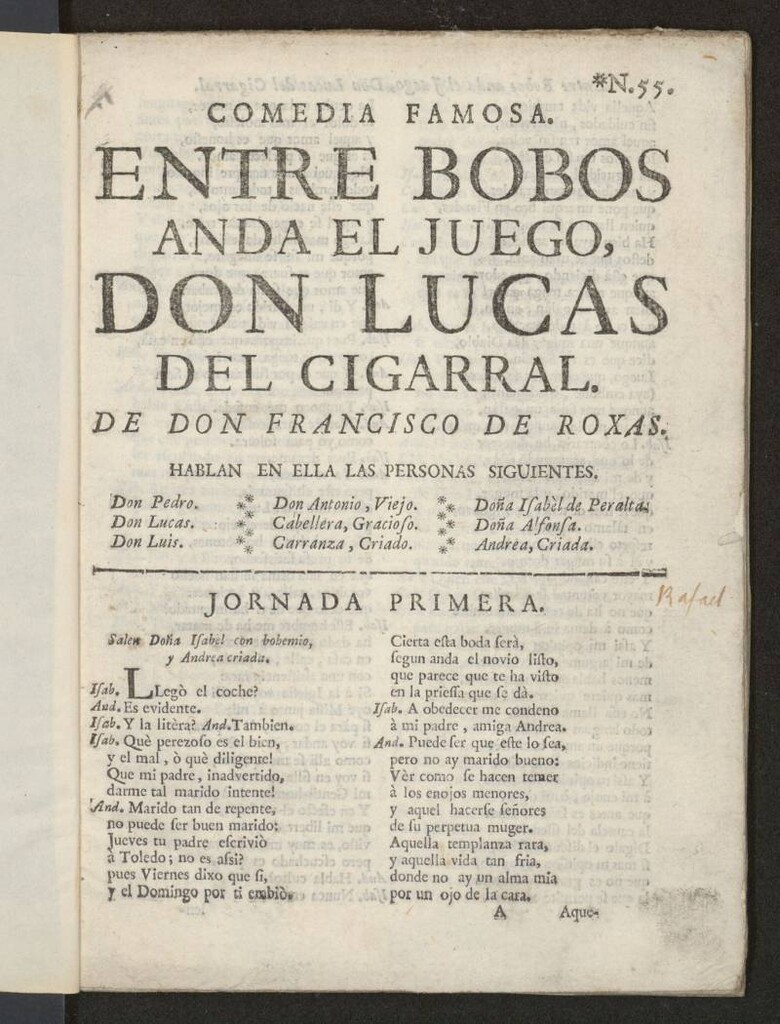 *N.55.
COMEDIA FAMOSA.
ENTRE BOBOS
ANDA EL JUEGO,
DON LUCAS
DEL CIGARRAL.
DE DON FRANCISCO DE ROXAS.
HABLAN EN ELLA LAS PERSONAS SIGUIENTES.
Don Pedro. ** Don Antonio, Viejo. ** Doña Iſabèl de Peralta.
Don Lucas. ** Cabellera, Gracioſo. ** Doña Alfonſa.
Don Luis. ** Carranza, Criado. ** Andrea, Criada.
Rafael
JORNADA PRIMERA.
Salen Doña Iſabel con bohemio,
y Andrea criada.
Iſab. LLegò el coche?
And. Es evidente.
Iſab. Y la litèra? And. Tambien.
Iſab. Què perezoſo es el bien,
y el mal, ò què diligente!
Que mi padre, inadvertido,
darme tal marido intente!
And. Marido tan de repente,
no puede ſer buen marido:
Jueves tu padre eſcriviò
à Toledo; no es aſsi?
pues Viernes dixo que ſi,
y el Domingo por ti embiò.
Cierta eſta boda ſerà,
ſegun anda el novio liſto,
que parece que te ha viſto
en la prieſſa que ſe dà.
Iſab. A obedecer me condeno
à mi padre, amiga Andrea.
And. Puede ſer que eſte lo ſea,
pero no ay marido bueno:
Vèr como ſe hacen temer
à los enojos menores,
y aquel hacerſe ſeñores
de ſu perpetua muger.
Aquella templanza rara,
y aquella vida tan fria,
donde no ay un alma mia
por un ojo de la cara.
A Aque-